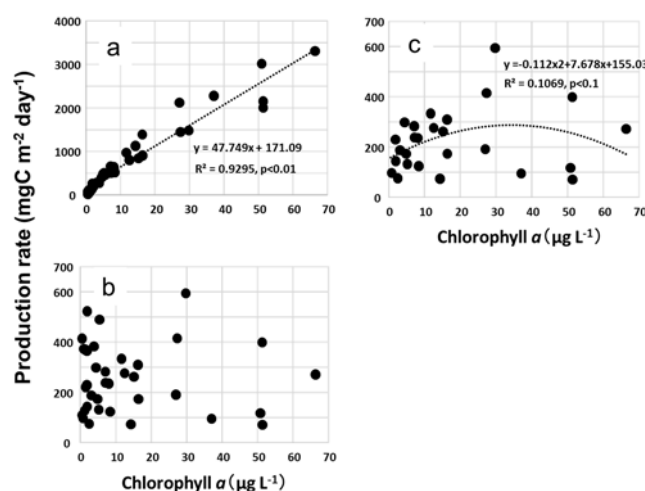 Production rate (mgC m⁻² day⁻¹)
a
4000
3000
2000
1000
0
y = 47.749x + 171.09
R² = 0.9295, p<0.01
0 10 20 30 40 50 60 70
b
700
600
500
400
300
200
100
0
0 10 20 30 40 50 60 70
Chlorophyll a (µg L⁻¹)
c
700
600
400
200
0
y =-0.112x2+7.678x+155.03
R² = 0.1069, p<0.1
0 10 20 30 40 50 60 70
Chlorophyll a (µg L⁻¹)